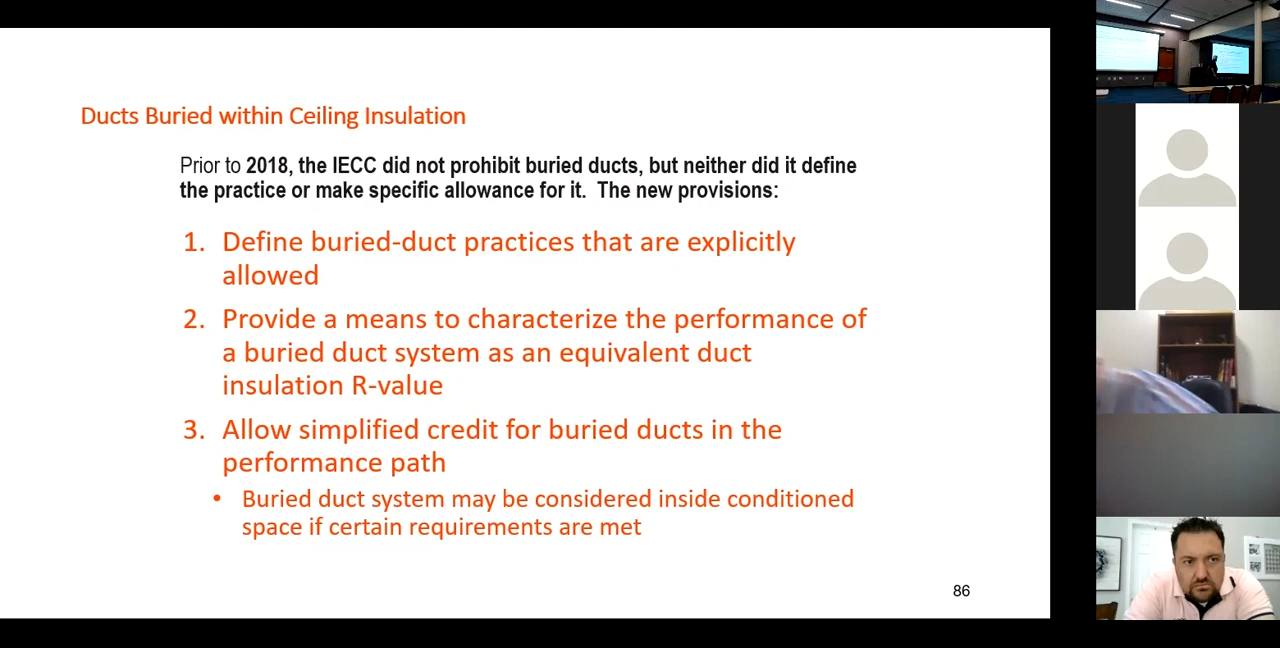 Ducts Buried within Ceiling Insulation
Prior to 2018, the IECC did not prohibit buried ducts, but neither did it define
the practice or make specific allowance for it. The new provisions:
1. Define buried-duct practices that are explicitly
allowed
2. Provide a means to characterize the performance of
a buried duct system as an equivalent duct
insulation R-value
3. Allow simplified credit for buried ducts in the
performance path
• Buried duct system may be considered inside conditioned
space if certain requirements are met
86